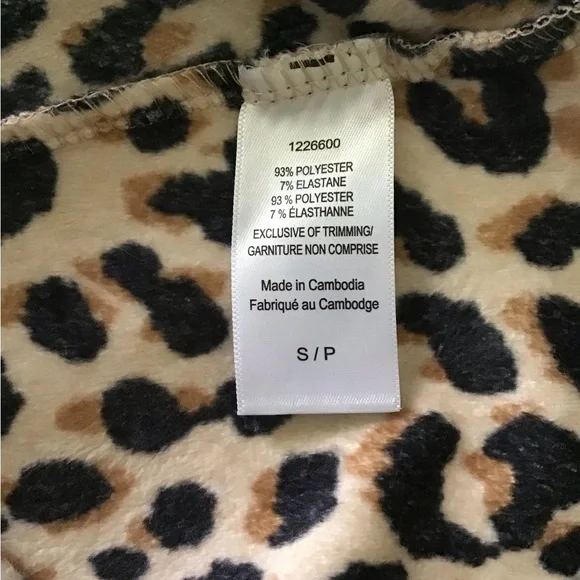 1226600
93% POLYESTER
7% ELASTANE
93 % POLYESTER
7 % ÉLASTHANNE
EXCLUSIVE OF TRIMMING/
GARNITURE NON COMPRISE
Made in Cambodia
Fabriqué au Cambodge
S / P